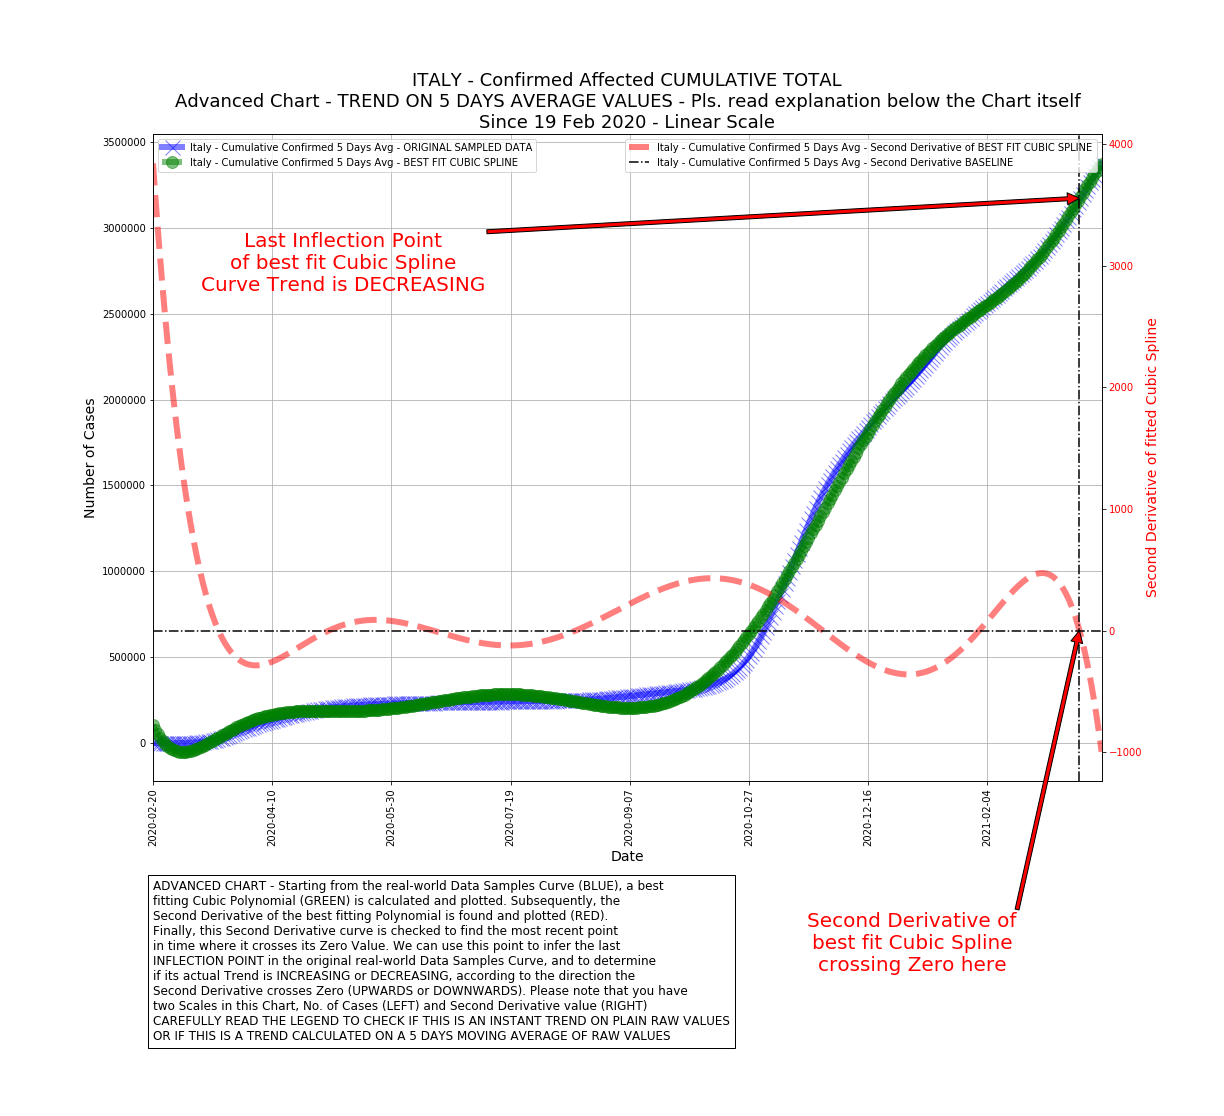 ITALY - Confirmed Affected CUMULATIVE TOTAL
Advanced Chart - TREND ON 5 DAYS AVERAGE VALUES - Pls. read explanation below the Chart itself
Since 19 Feb 2020 - Linear Scale
Italy - Cumulative Confirmed 5 Days Avg - ORIGINAL SAMPLED DATA
Italy - Cumulative Confirmed 5 Days Avg - BEST FIT CUBIC SPLINE
Italy - Cumulative Confirmed 5 Days Avg - Second Derivative of BEST FIT CUBIC SPLINE
Italy - Cumulative Confirmed 5 Days Avg - Second Derivative BASELINE
Last Inflection Point
of best fit Cubic Spline
Curve Trend is DECREASING
Number of Cases
3500000
3000000
2500000
2000000
1500000
1000000
500000
0
4000
3000
2000
1000
0
−1000
Second Derivative of fitted Cubic Spline
2020-02-20
2020-04-10
2020-05-30
2020-07-19
2020-09-07
2020-10-27
2020-12-16
2021-02-04
Date
ADVANCED CHART - Starting from the real-world Data Samples Curve (BLUE), a best
fitting Cubic Polynomial (GREEN) is calculated and plotted. Subsequently, the
Second Derivative of the best fitting Polynomial is found and plotted (RED).
Finally, this Second Derivative curve is checked to find the most recent point
in time where it crosses its Zero Value. We can use this point to infer the last
INFLECTION POINT in the original real-world Data Samples Curve, and to determine
if its actual Trend is INCREASING or DECREASING, according to the direction the
Second Derivative crosses Zero (UPWARDS or DOWNWARDS). Please note that you have
two Scales in this Chart, No. of Cases (LEFT) and Second Derivative value (RIGHT)
CAREFULLY READ THE LEGEND TO CHECK IF THIS IS AN INSTANT TREND ON PLAIN RAW VALUES
OR IF THIS IS A TREND CALCULATED ON A 5 DAYS MOVING AVERAGE OF RAW VALUES
Second Derivative of
best fit Cubic Spline
crossing Zero here